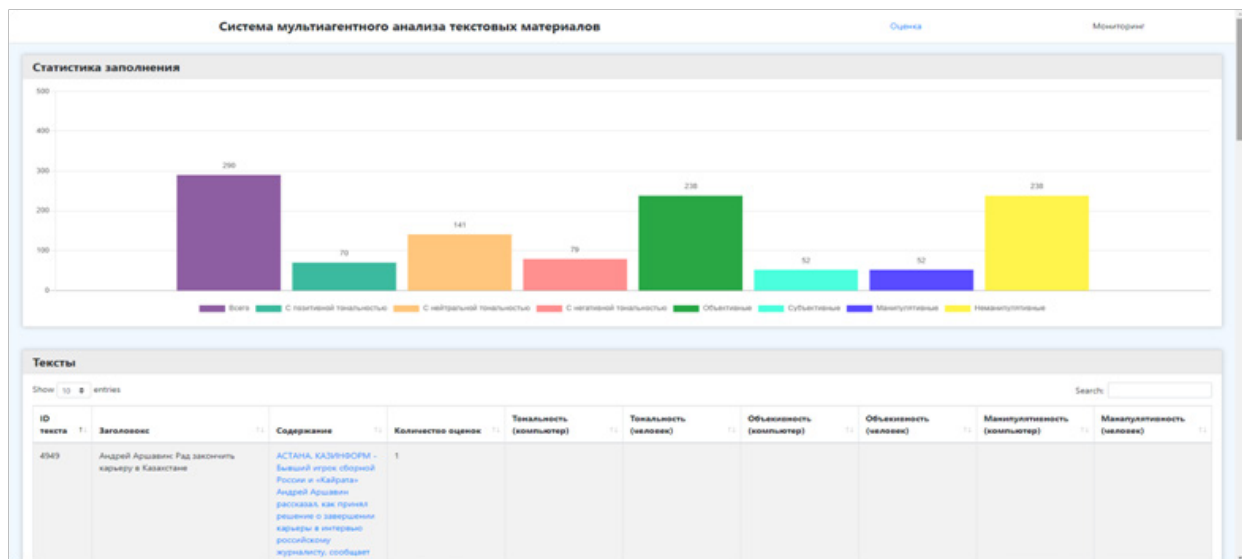 Система мультиагентного анализа текстовых материалов
Оценка
Мониторинг
Статистика заполнения
500
400
300
200
100
0
290
70
141
79
238
52
52
238
Всего
С позитивной тональностью
С нейтральной тональностью
С негативной тональностью
Объективные
Субъективные
Манипулятивные
Неманипулятивные
Тексты
Show 10 entries
Search:
ID
текста
Заголовокс
Содержание
Количество оценок
Тональность
(компьютер)
Тональность
(человек)
Объекивность
(компьютер)
Объекивность
(человек)
Манипулятивность
(компьютер)
Манапулятивность
(человек)
4949
Андрей Аршавин: Рад закончить
карьеру в Казахстане
АСТАНА. КАЗИНФОРМ -
Бывший игрок сборной
России и «Кайрата»
Андрей Аршавин
рассказал, как принял
решение о завершении
карьеры в интервью
российскому
журналисту, сообщает
1